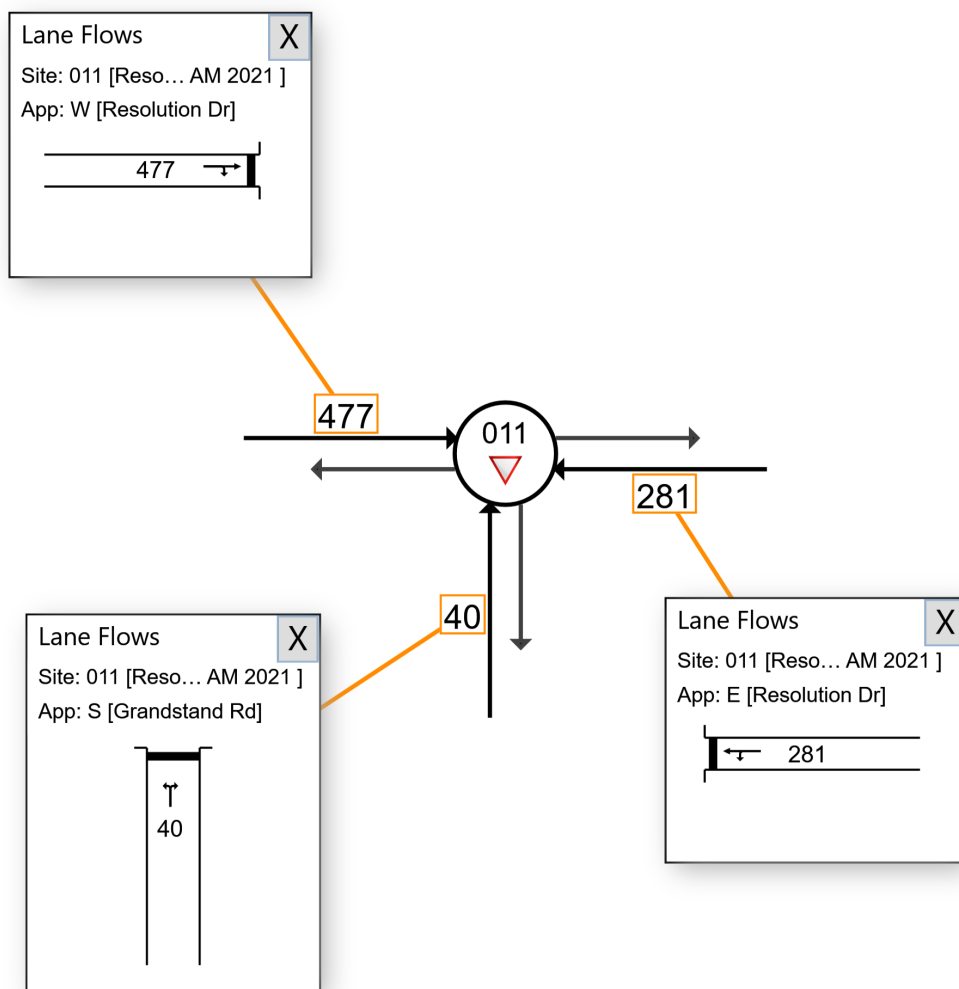 Lane Flows X
Site: 011 [Reso… AM 2021 ]
App: W [Resolution Dr]
477
477
011
281
40
Lane Flows X
Site: 011 [Reso… AM 2021 ]
App: S [Grandstand Rd]
40
Lane Flows X
Site: 011 [Reso… AM 2021 ]
App: E [Resolution Dr]
281